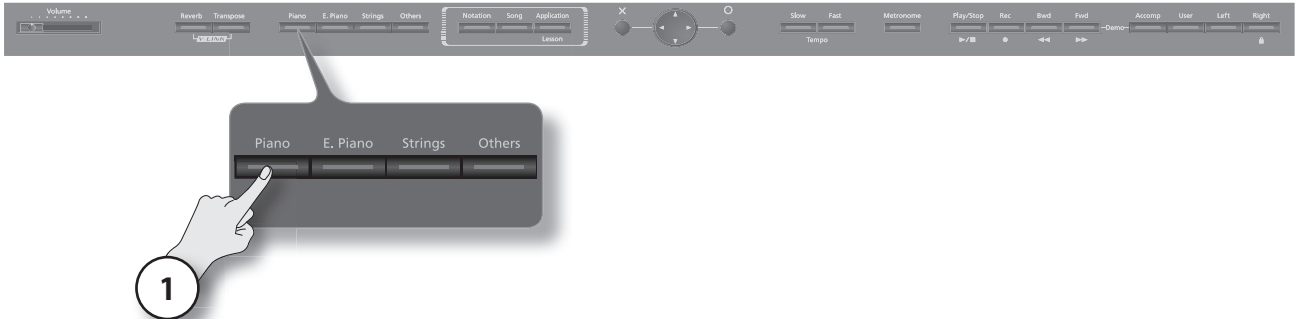 Volume
Reverb Transpose
V-LINK
Piano E. Piano Strings Others
Notation Song Application
Lesson
Slow Fast
Tempo
Metronome
Play/Stop Rec Bwd Fwd
Demo
Accomp User Left Right
Piano E. Piano Strings Others
1